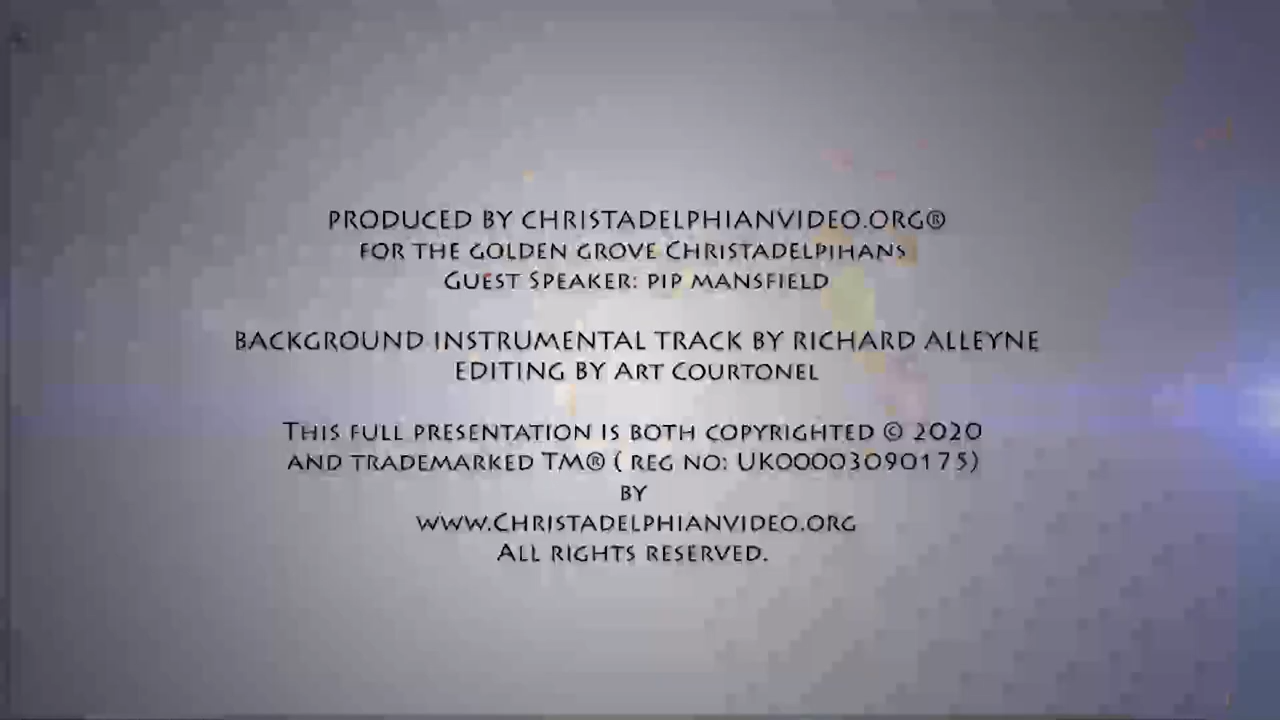 PRODUCED BY CHRISTADELPHIANVIDEO.ORG®
FOR THE GOLDEN GROVE CHRISTADELPIHANS
GUEST SPEAKER: PIP MANSFIELD
BACKGROUND INSTRUMENTAL TRACK BY RICHARD ALLEYNE
EDITING BY ART COURTONEL
THIS FULL PRESENTATION IS BOTH COPYRIGHTED © 2020
AND TRADEMARKED TM® ( REG NO: UK00003090175)
BY
WWW.CHRISTADELPHIANVIDEO.ORG
ALL RIGHTS RESERVED.